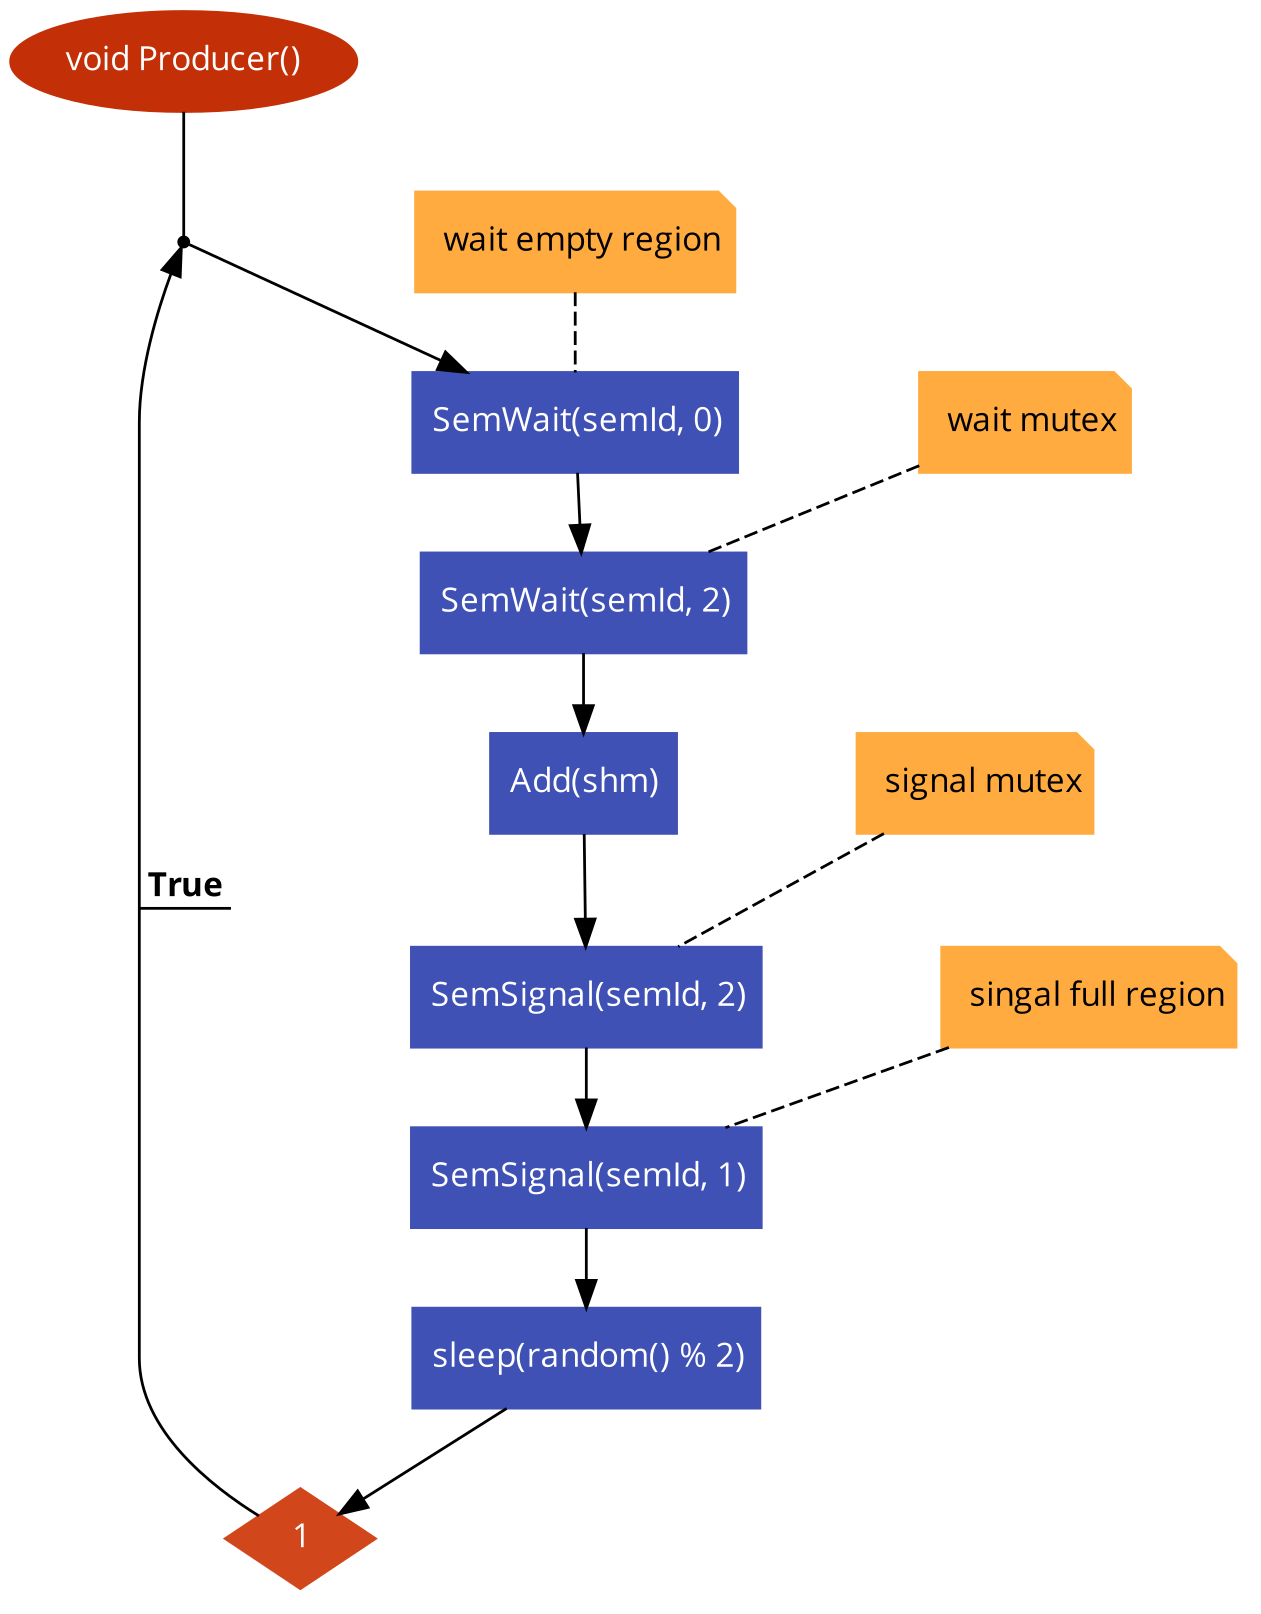 void Producer()
wait empty region
SemWait(semId, 0)
wait mutex
SemWait(semId, 2)
Add(shm)
signal mutex
True
SemSignal(semId, 2)
singal full region
SemSignal(semId, 1)
sleep(random() % 2)
1